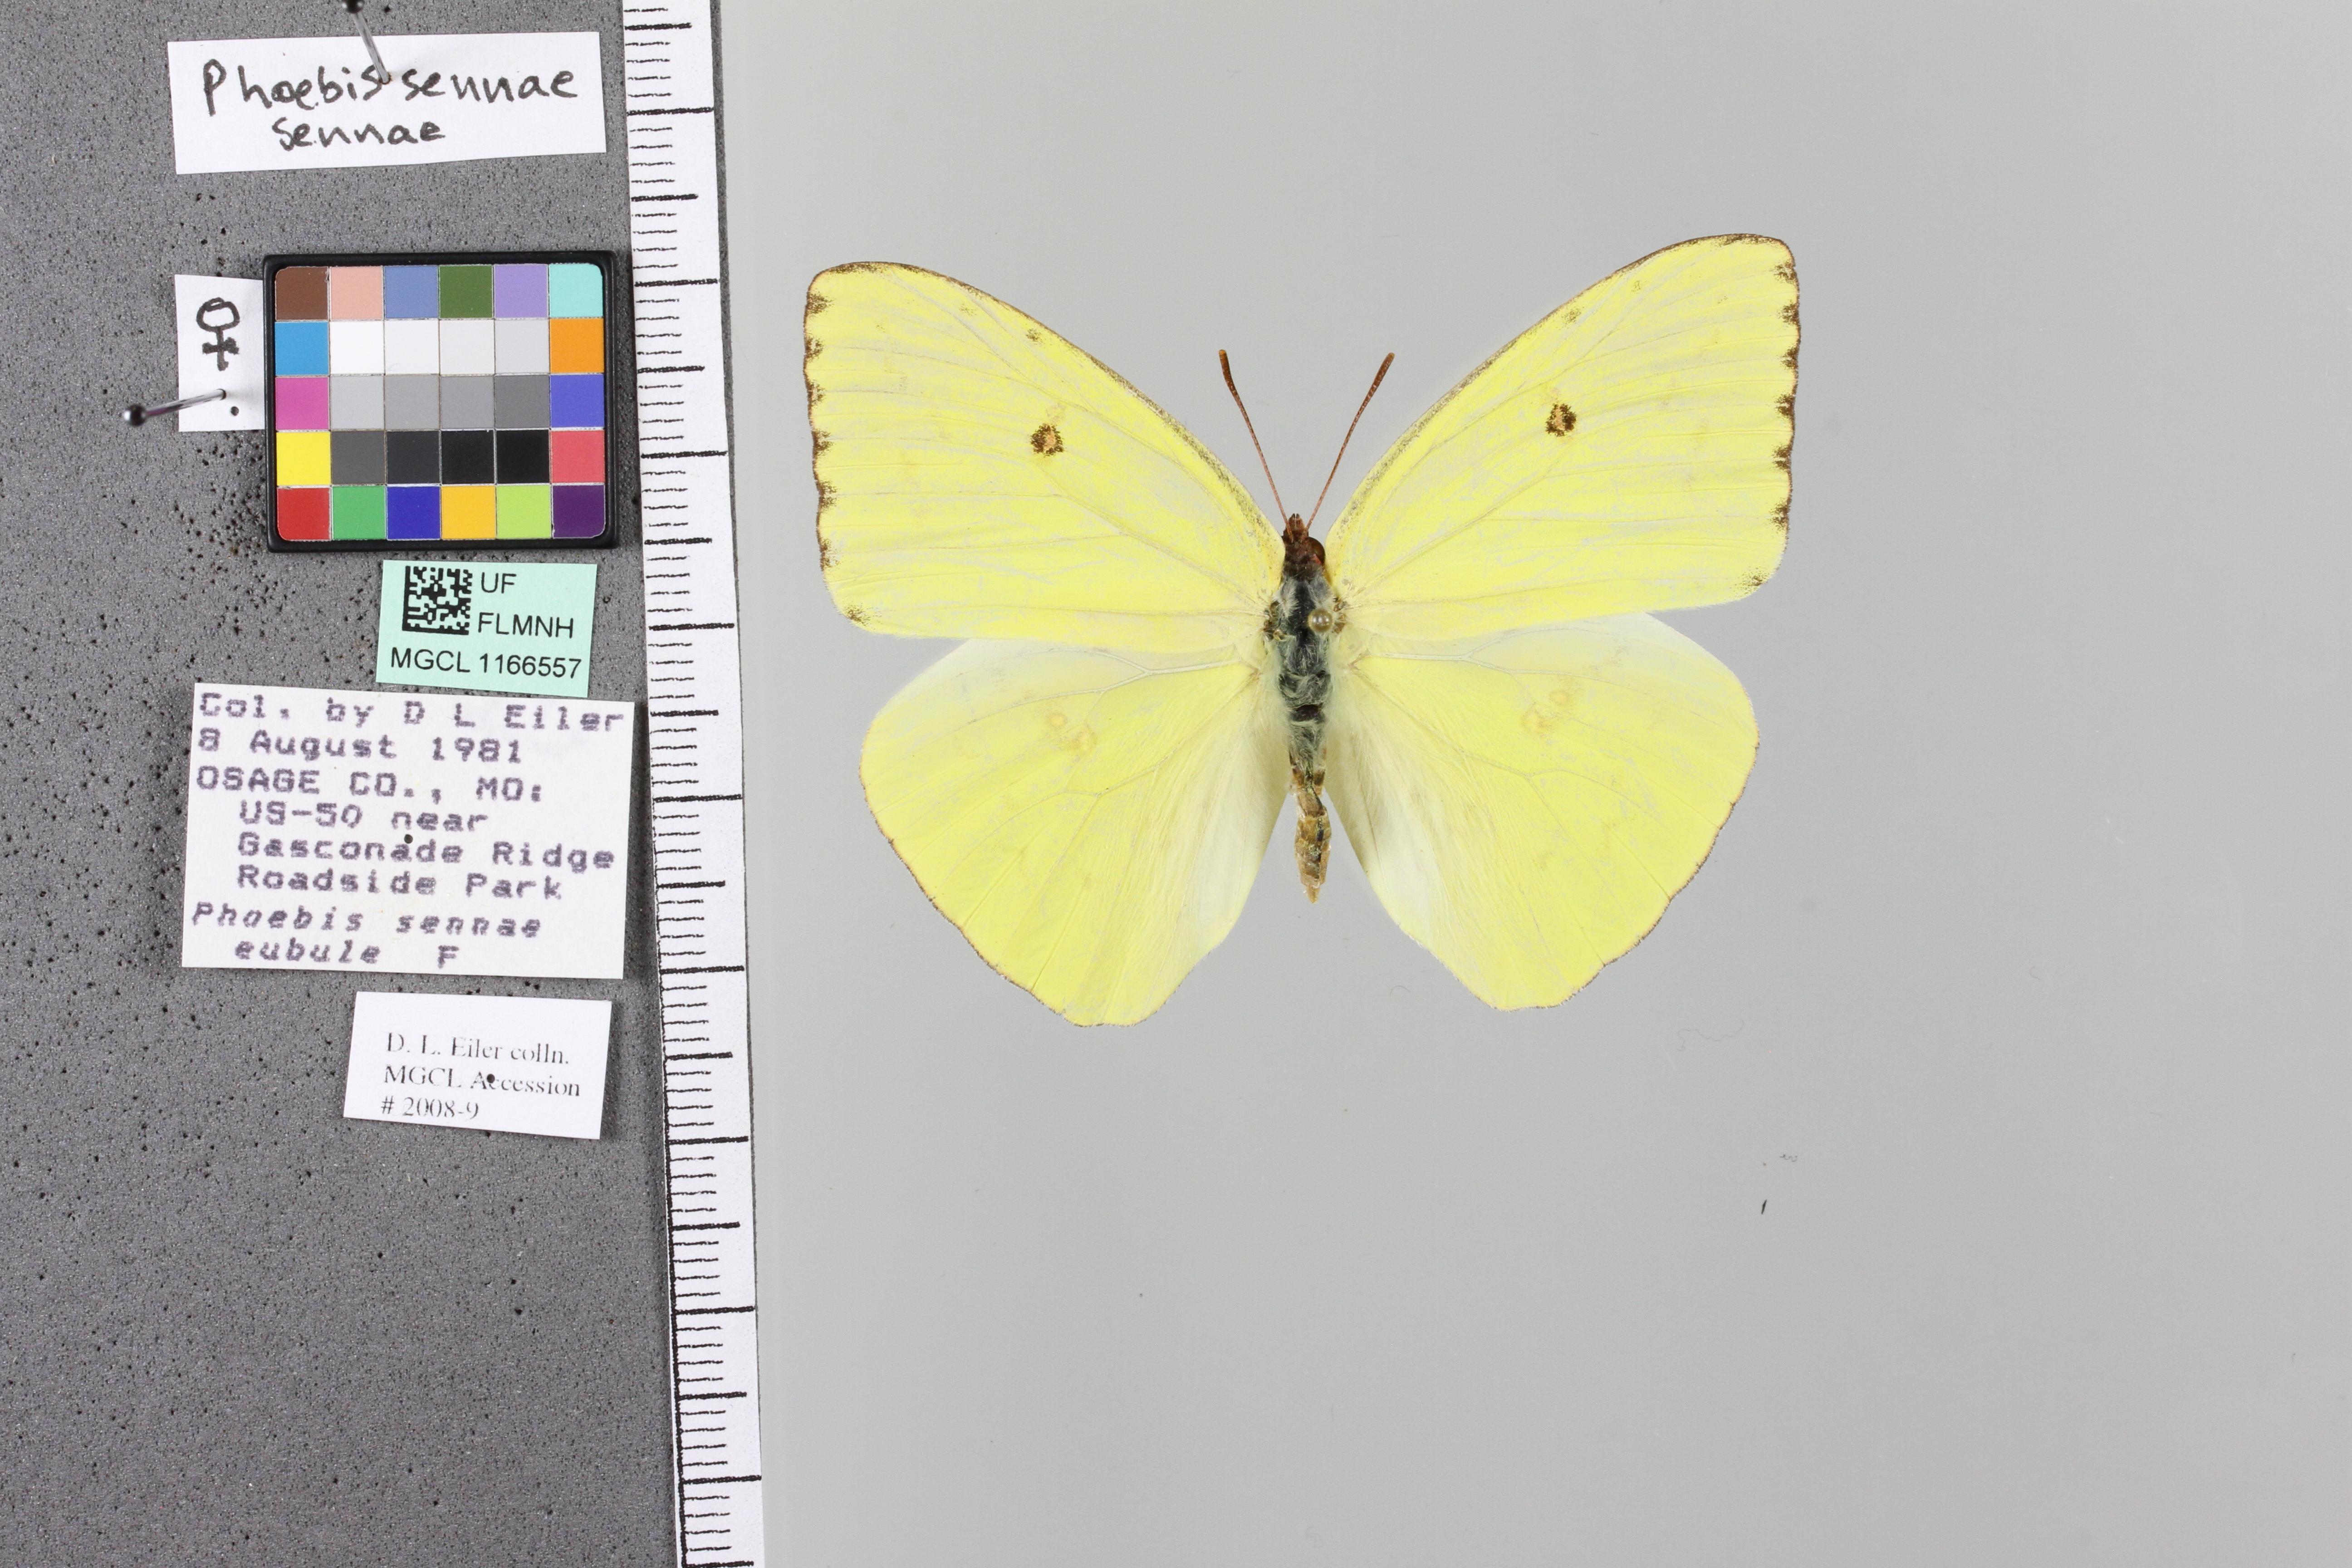 Phoebis sennae
sennae
♀
UF
FLMNH
MGCL 1166557
Col. by D L Eiler
8 August 1981
OSAGE CO., MO:
US-50 near
Gasconade Ridge
Roadside Park
Phoebis sennae
eubule F
D. L. Eiler colln.
MGCL Accession
# 2008-9